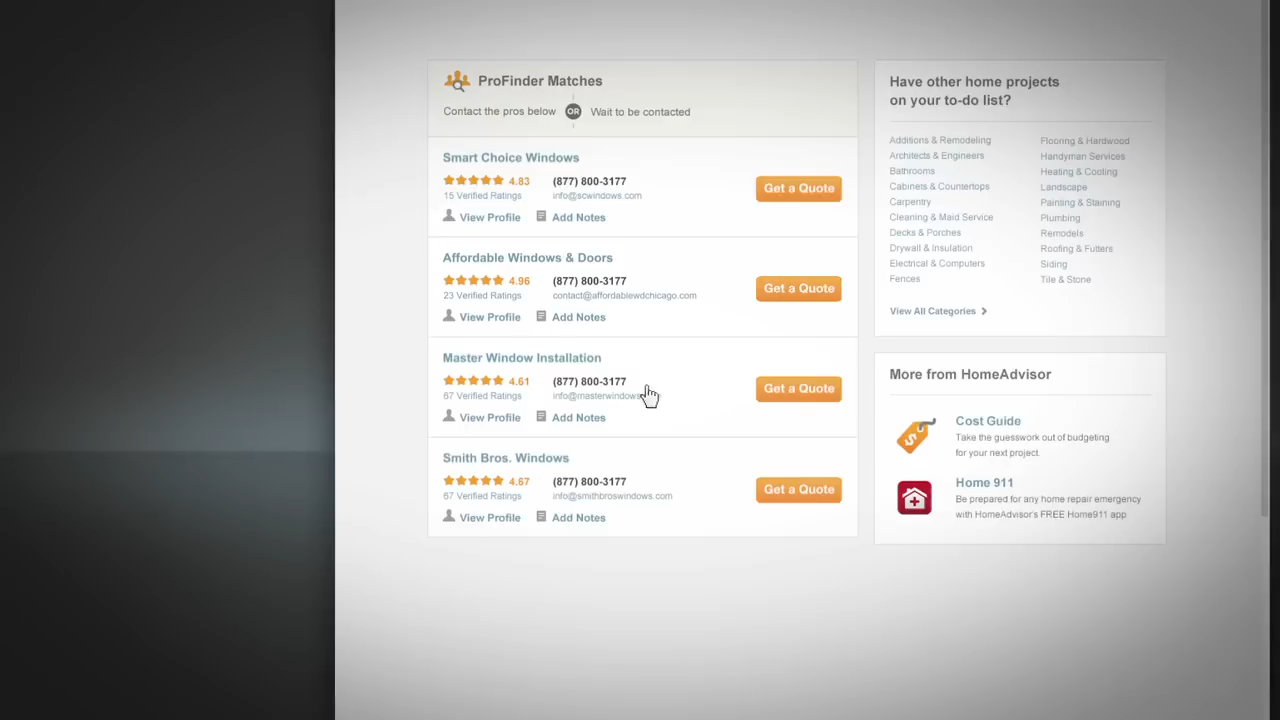 ProFinder Matches
Contact the pros below OR Wait to be contacted
Smart Choice Windows
4.83 (877) 800-3177
15 Verified Ratings info@scwindows.com
Get a Quote
View Profile Add Notes
Affordable Windows & Doors
4.96 (877) 800-3177
23 Verified Ratings contact@affordablewdchicago.com
Get a Quote
View Profile Add Notes
Master Window Installation
4.61 (877) 800-3177
67 Verified Ratings info@masterwindows
Get a Quote
View Profile Add Notes
Smith Bros. Windows
4.67 (877) 800-3177
67 Verified Ratings info@smithbroswindows.com
Get a Quote
View Profile Add Notes
Have other home projects
on your to-do list?
Additions & Remodeling
Architects & Engineers
Bathrooms
Cabinets & Countertops
Carpentry
Cleaning & Maid Service
Decks & Porches
Drywall & Insulation
Electrical & Computers
Fences
Flooring & Hardwood
Handyman Services
Heating & Cooling
Landscape
Painting & Staining
Plumbing
Remodels
Roofing & Futters
Siding
Tile & Stone
View All Categories
More from HomeAdvisor
Cost Guide
Take the guesswork out of budgeting
for your next project.
Home 911
Be prepared for any home repair emergency
with HomeAdvisor's FREE Home911 app